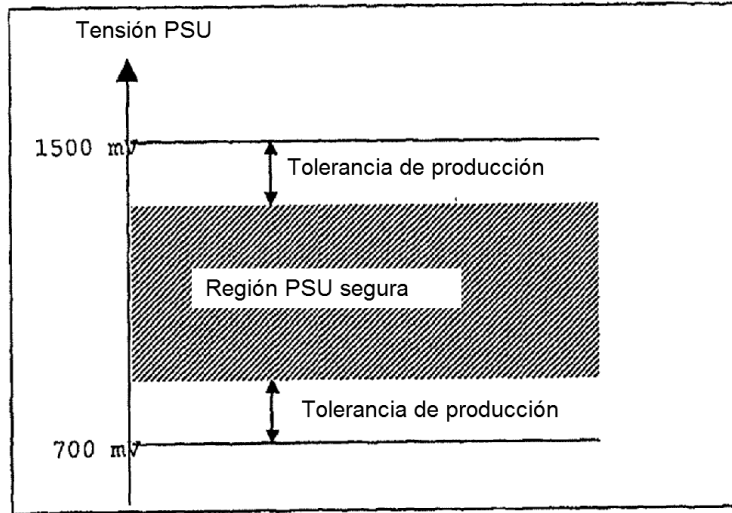 Tensión PSU
1500 mV
Tolerancia de producción
Región PSU segura
Tolerancia de producción
700 mV